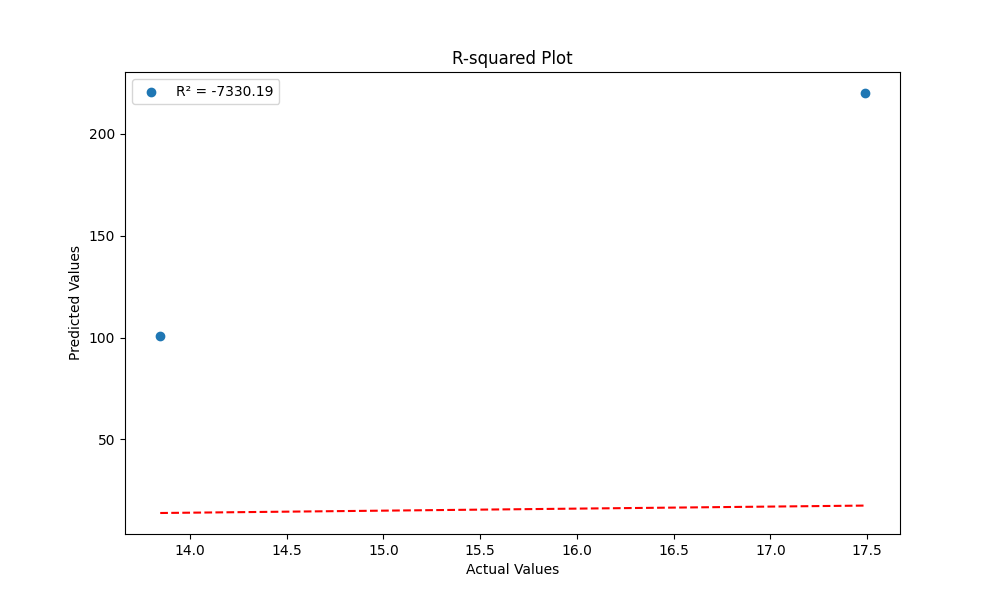 R-squared Plot
R² = -7330.19
200
150
100
50
Predicted Values
14.0 14.5 15.0 15.5 16.0 16.5 17.0 17.5
Actual Values